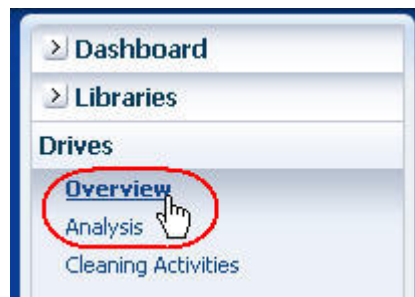 Dashboard
Libraries
Drives
Overview
Analysis
Cleaning Activities